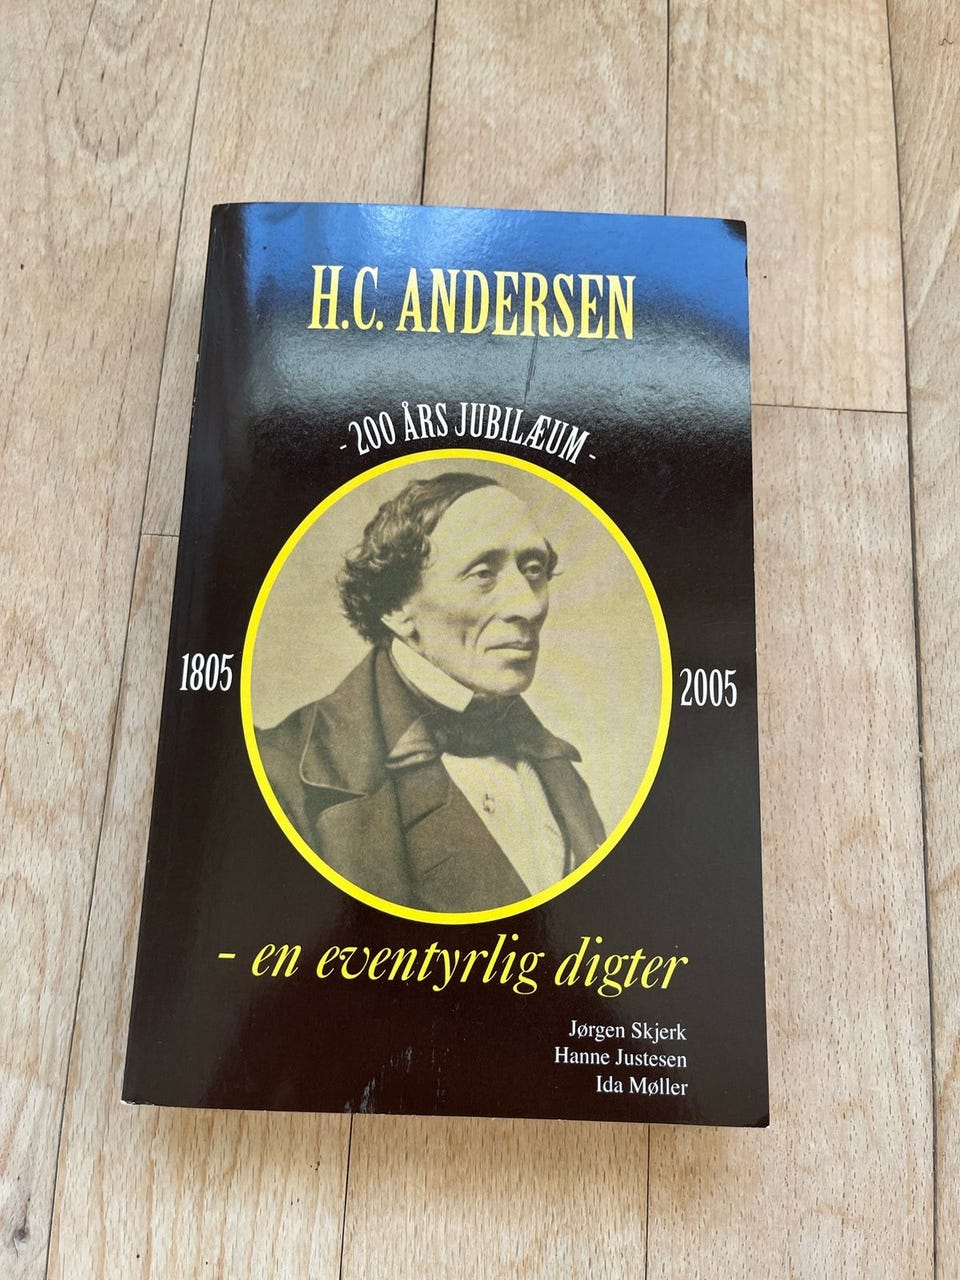 H.C. ANDERSEN
- 200 ÅRS JUBILÆUM -
1805
2005
- en eventyrlig digter
Jørgen Skjerk
Hanne Justesen
Ida Møller